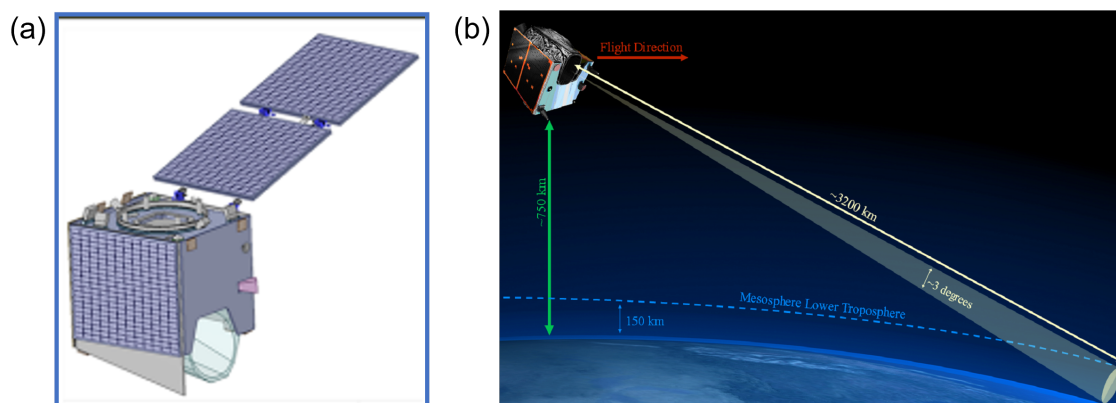 (a)
(b)
Flight Direction
~750 km
~3200 km
~3 degrees
Mesosphere Lower Troposphere
150 km